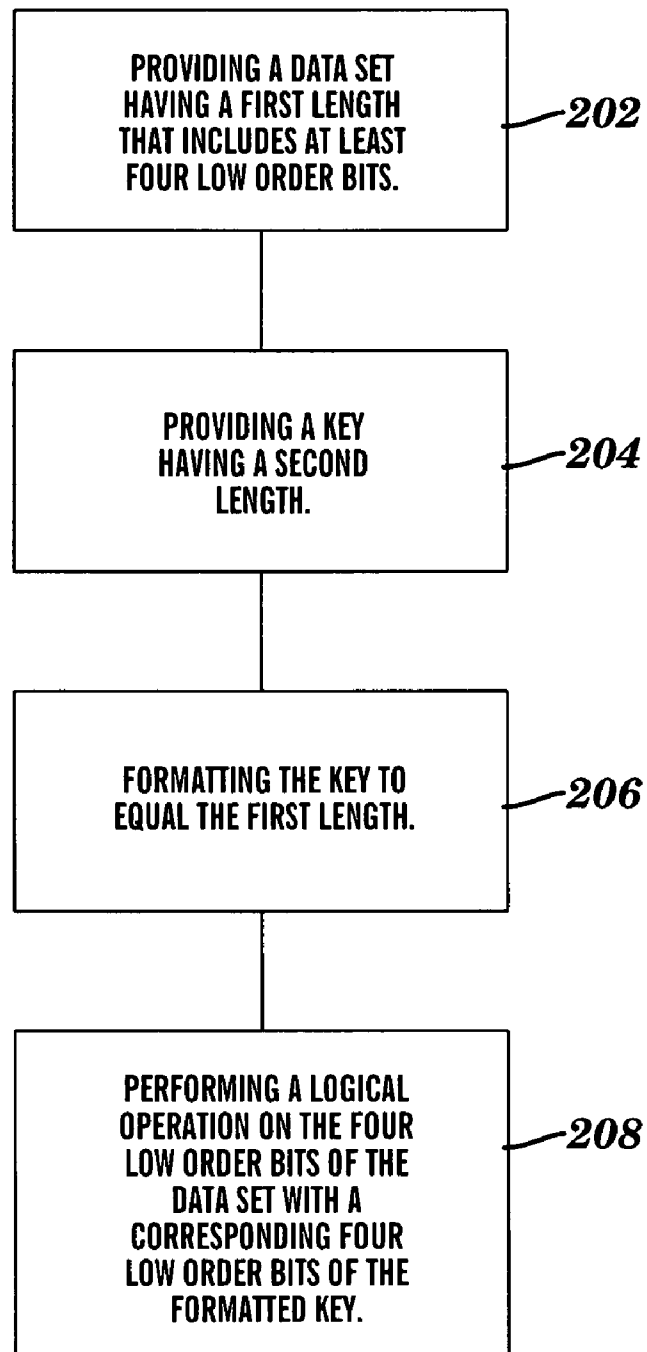 PROVIDING A DATA SET
HAVING A FIRST LENGTH
THAT INCLUDES AT LEAST
FOUR LOW ORDER BITS.
202
PROVIDING A KEY
HAVING A SECOND
LENGTH.
204
FORMATTING THE KEY TO
EQUAL THE FIRST LENGTH.
206
PERFORMING A LOGICAL
OPERATION ON THE FOUR
LOW ORDER BITS OF THE
DATA SET WITH A
CORRESPONDING FOUR
LOW ORDER BITS OF THE
FORMATTED KEY.
208